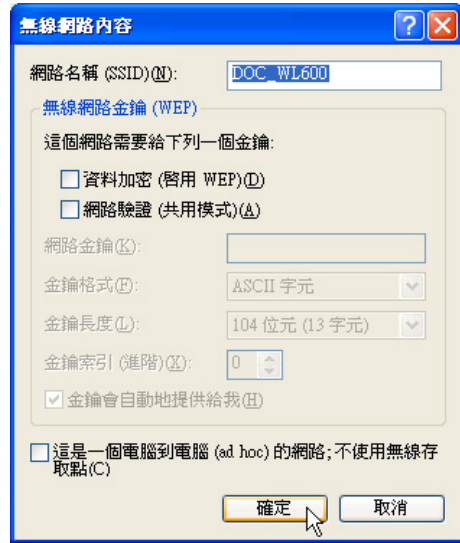 無線網路內容
網路名稱 (SSID)(N):
DOC_WL600
無線網路金鑰 (WEP)
這個網路需要給下列一個金鑰:
資料加密 (啓用 WEP)(D)
網路驗證 (共用模式)(A)
網路金鑰(K):
金鑰格式(F):
ASCII 字元
金鑰長度(L):
104 位元 (13 字元)
金鑰索引 (進階)(X):
0
金鑰會自動地提供給我(H)
這是一個電腦到電腦 (ad hoc) 的網路;不使用無線存
取點(C)
確定
取消